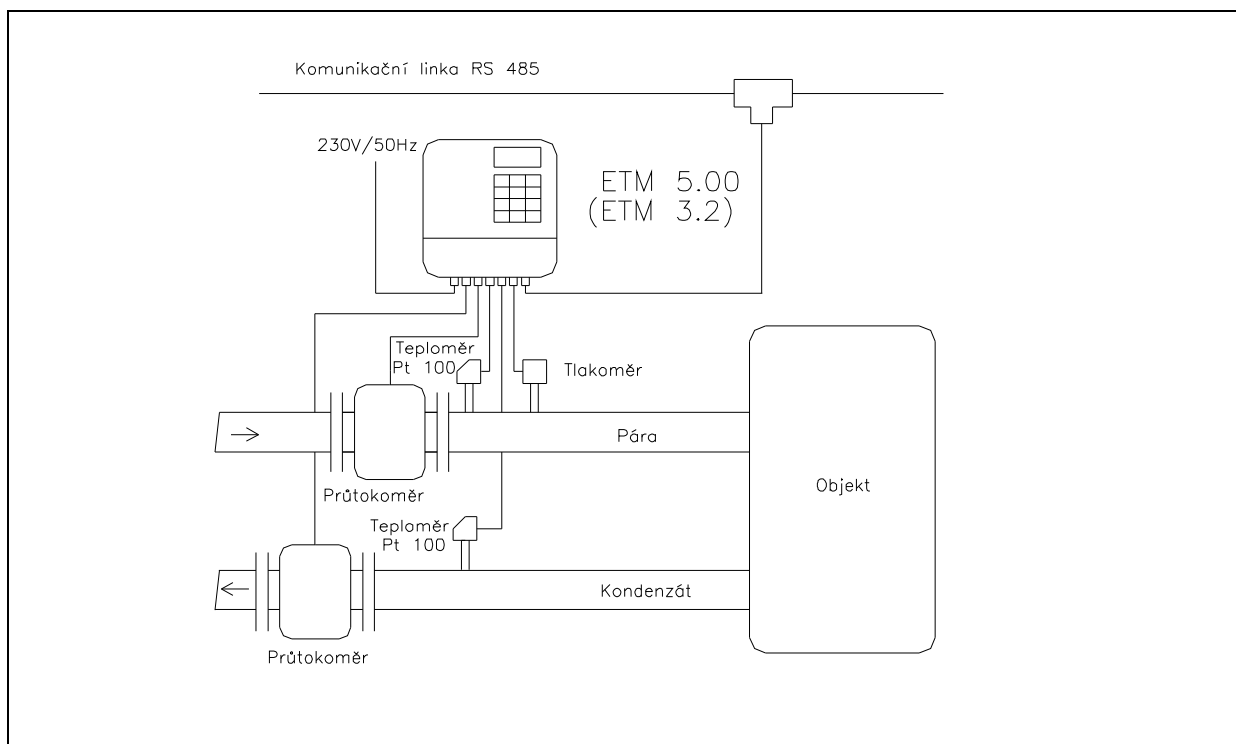 Komunikační linka RS 485
230V/50Hz
ETM 5.00
(ETM 3.2)
Teploměr
Pt 100
Tlakoměr
Pára
Průtokoměr
Objekt
Teploměr
Pt 100
Kondenzát
Průtokoměr